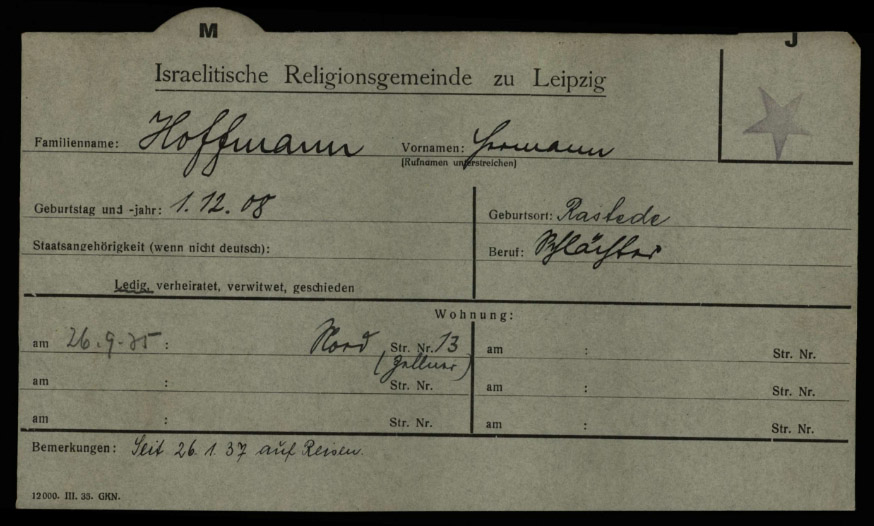 M
J
Israelitische Religionsgemeinde zu Leipzig
Familienname: Hoffmann Vornamen: Hermann
(Rufnamen unterstreichen)
Geburtstag und -jahr: 1.12.08 Geburtsort: Rastede
Staatsangehörigkeit (wenn nicht deutsch): Beruf: Schlächter
Ledig, verheiratet, verwitwet, geschieden
Wohnung:
am 26.9.35 : Nord Str. Nr. 13 am : Str. Nr.
(Zellner)
am : Str. Nr. am : Str. Nr.
am : Str. Nr. am : Str. Nr.
Bemerkungen: Seit 26.1.37 auf Reisen.
12000. III. 35. GKN.